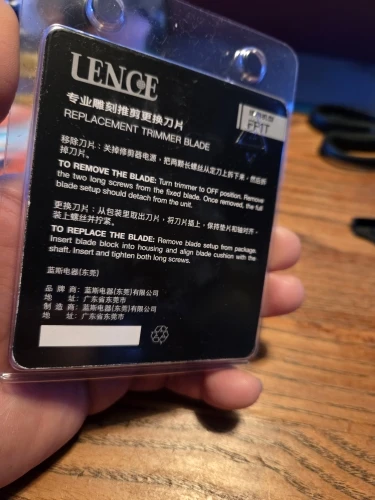 LENCE
专业雕刻推剪更换刀片
REPLACEMENT TRIMMER BLADE
FP1T
移除刀片：关掉修剪器电源，把两颗长螺丝从定刀上拆下来，然后拆
掉刀片。
TO REMOVE THE BLADE: Turn trimmer to OFF position. Remove
the two long screws from the fixed blade. Once removed, the full
blade setup should detach from the unit.
更换刀片：从包装里取出刀片，将刀片插上，保持垫片和轴对齐，
装上螺丝并拧紧。
TO REPLACE THE BLADE: Remove blade setup from package.
Insert blade block into housing and align blade cushion with the
shaft. Insert and tighten both long screws.
蓝斯电器(东莞)
品 牌 商：蓝斯电器(东莞)有限公司
地 址：广东省东莞市
制 造 商：蓝斯电器(东莞)有限公司
地 址：广东省东莞市